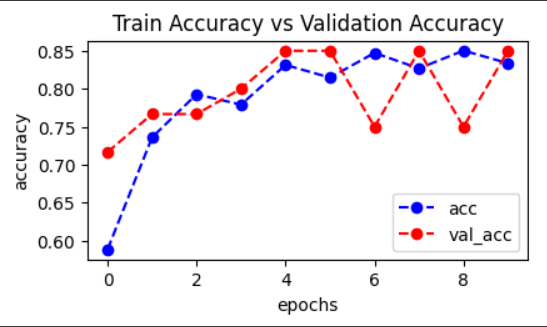 Train Accuracy vs Validation Accuracy
0.85
0.80
0.75
0.70
0.65
0.60
accuracy
acc
val_acc
0 2 4 6 8
epochs